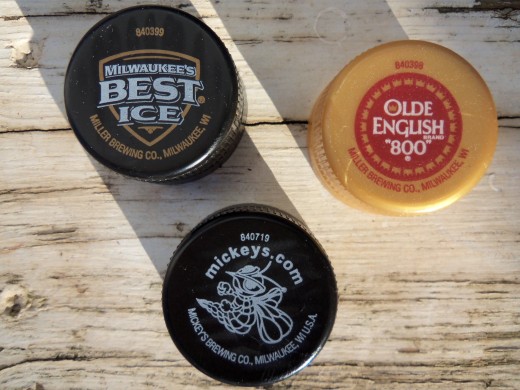 840399
MILWAUKEE'S
BEST
ICE
MILLER BREWING CO., MILWAUKEE, WI
840398
OLDE
ENGLISH
BRAND
"800"
MILLER BREWING CO., MILWAUKEE, WI
840719
mickeys.com
MICKEY'S BREWING CO., MILWAUKEE, WI U.S.A.